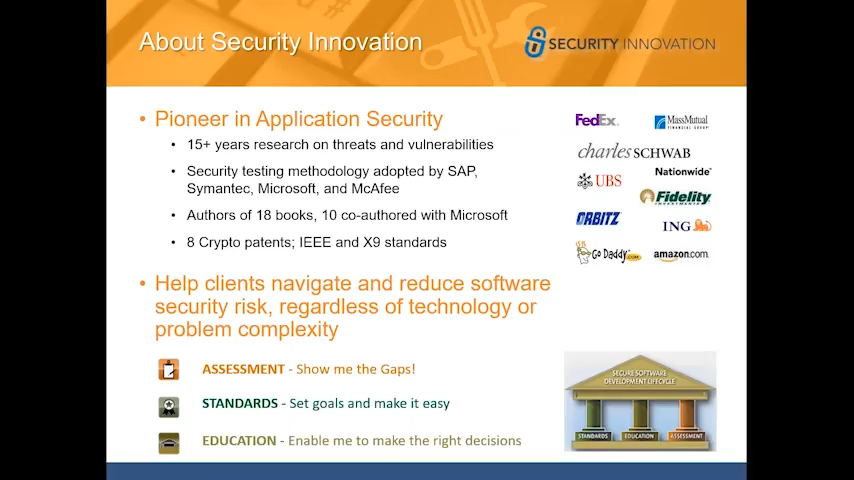 About Security Innovation
SECURITY INNOVATION
• Pioneer in Application Security
• 15+ years research on threats and vulnerabilities
• Security testing methodology adopted by SAP,
Symantec, Microsoft, and McAfee
• Authors of 18 books, 10 co-authored with Microsoft
• 8 Crypto patents; IEEE and X9 standards
FedEx.
MassMutual
FINANCIAL GROUP
charles SCHWAB
Nationwide
UBS
Fidelity
INVESTMENTS
ORBITZ
ING
Go Daddy.com
amazon.com
• Help clients navigate and reduce software
security risk, regardless of technology or
problem complexity
ASSESSMENT - Show me the Gaps!
STANDARDS - Set goals and make it easy
EDUCATION - Enable me to make the right decisions
SECURE SOFTWARE
DEVELOPMENT LIFECYCLE
STANDARDS EDUCATION ASSESSMENT